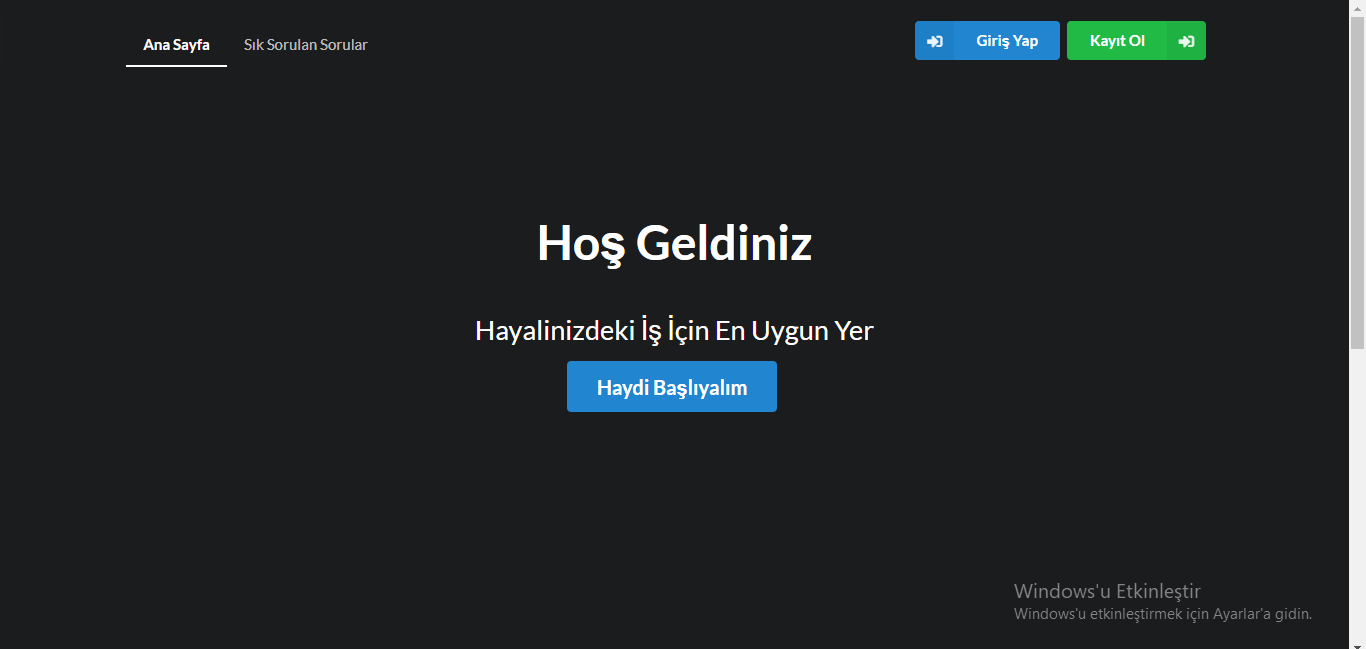 Ana Sayfa
Sık Sorulan Sorular
Giriş Yap
Kayıt Ol
Hoş Geldiniz
Hayalinizdeki İş İçin En Uygun Yer
Haydi Başlıyalım
Windows'u Etkinleştir
Windows'u etkinleştirmek için Ayarlar'a gidin.